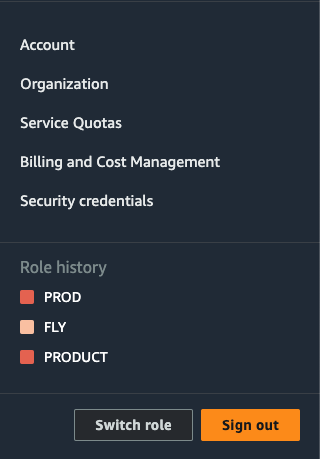 Account
Organization
Service Quotas
Billing and Cost Management
Security credentials
Role history
PROD
FLY
PRODUCT
Switch role Sign out